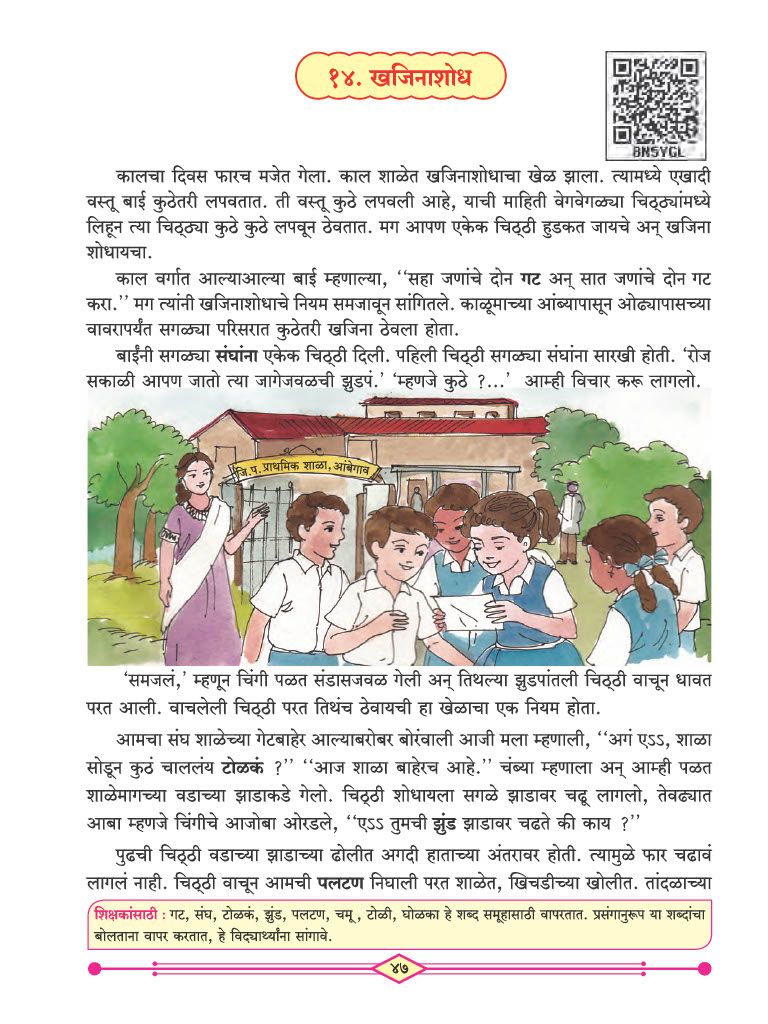 १४. खजिनाशोध
8N5YGL
कालचा दिवस फारच मजेत गेला. काल शाळेत खजिनाशोधाचा खेळ झाला. त्यामध्ये एखादी
वस्तू बाई कुठेतरी लपवतात. ती वस्तू कुठे लपवली आहे, याची माहिती वेगवेगळ्या चिठ्ठ्यांमध्ये
लिहून त्या चिठ्ठ्या कुठे कुठे लपवून ठेवतात. मग आपण एकेक चिठ्ठी हुडकत जायचे अन् खजिना
शोधायचा.
काल वर्गात आल्याआल्या बाई म्हणाल्या, ‘‘सहा जणांचे दोन गट अन् सात जणांचे दोन गट
करा.’’ मग त्यांनी खजिनाशोधाचे नियम समजावून सांगितले. काळूमाच्या आंब्यापासून ओढ्यापासच्या
वावरापर्यंत सगळ्या परिसरात कुठेतरी खजिना ठेवला होता.
बाईंनी सगळ्या संघांना एकेक चिठ्ठी दिली. पहिली चिठ्ठी सगळ्या संघांना सारखी होती. ‘रोज
सकाळी आपण जातो त्या जागेजवळची झुडपं.’ ‘म्हणजे कुठे ?...’ आम्ही विचार करू लागलो.
जि.प.प्राथमिक शाळा,आंबेगाव
‘समजलं,’ म्हणून चिंगी पळत संडासजवळ गेली अन् तिथल्या झुडपांतली चिठ्ठी वाचून धावत
परत आली. वाचलेली चिठ्ठी परत तिथंच ठेवायची हा खेळाचा एक नियम होता.
आमचा संघ शाळेच्या गेटबाहेर आल्याबरोबर बोरंवाली आजी मला म्हणाली, ‘‘अगं एऽऽ, शाळा
सोडून कुठं चाललंय टोळकं ?’’ ‘‘आज शाळा बाहेरच आहे.’’ चंब्या म्हणाला अन् आम्ही पळत
शाळेमागच्या वडाच्या झाडाकडे गेलो. चिठ्ठी शोधायला सगळे झाडावर चढू लागलो, तेवढ्यात
आबा म्हणजे चिंगीचे आजोबा ओरडले, ‘‘एऽऽ तुमची झुंड झाडावर चढते की काय ?’’
पुढची चिठ्ठी वडाच्या झाडाच्या ढोलीत अगदी हाताच्या अंतरावर होती. त्यामुळे फार चढावं
लागलं नाही. चिठ्ठी वाचून आमची पलटण निघाली परत शाळेत, खिचडीच्या खोलीत. तांदळाच्या
शिक्षकांसाठी : गट, संघ, टोळकं, झुंड, पलटण, चमू , टोळी, घोळका हे शब्द समूहासाठी वापरतात. प्रसंगानुरूप या शब्दांचा
बोलताना वापर करतात, हे विद्यार्थ्यांना सांगावे.
४७